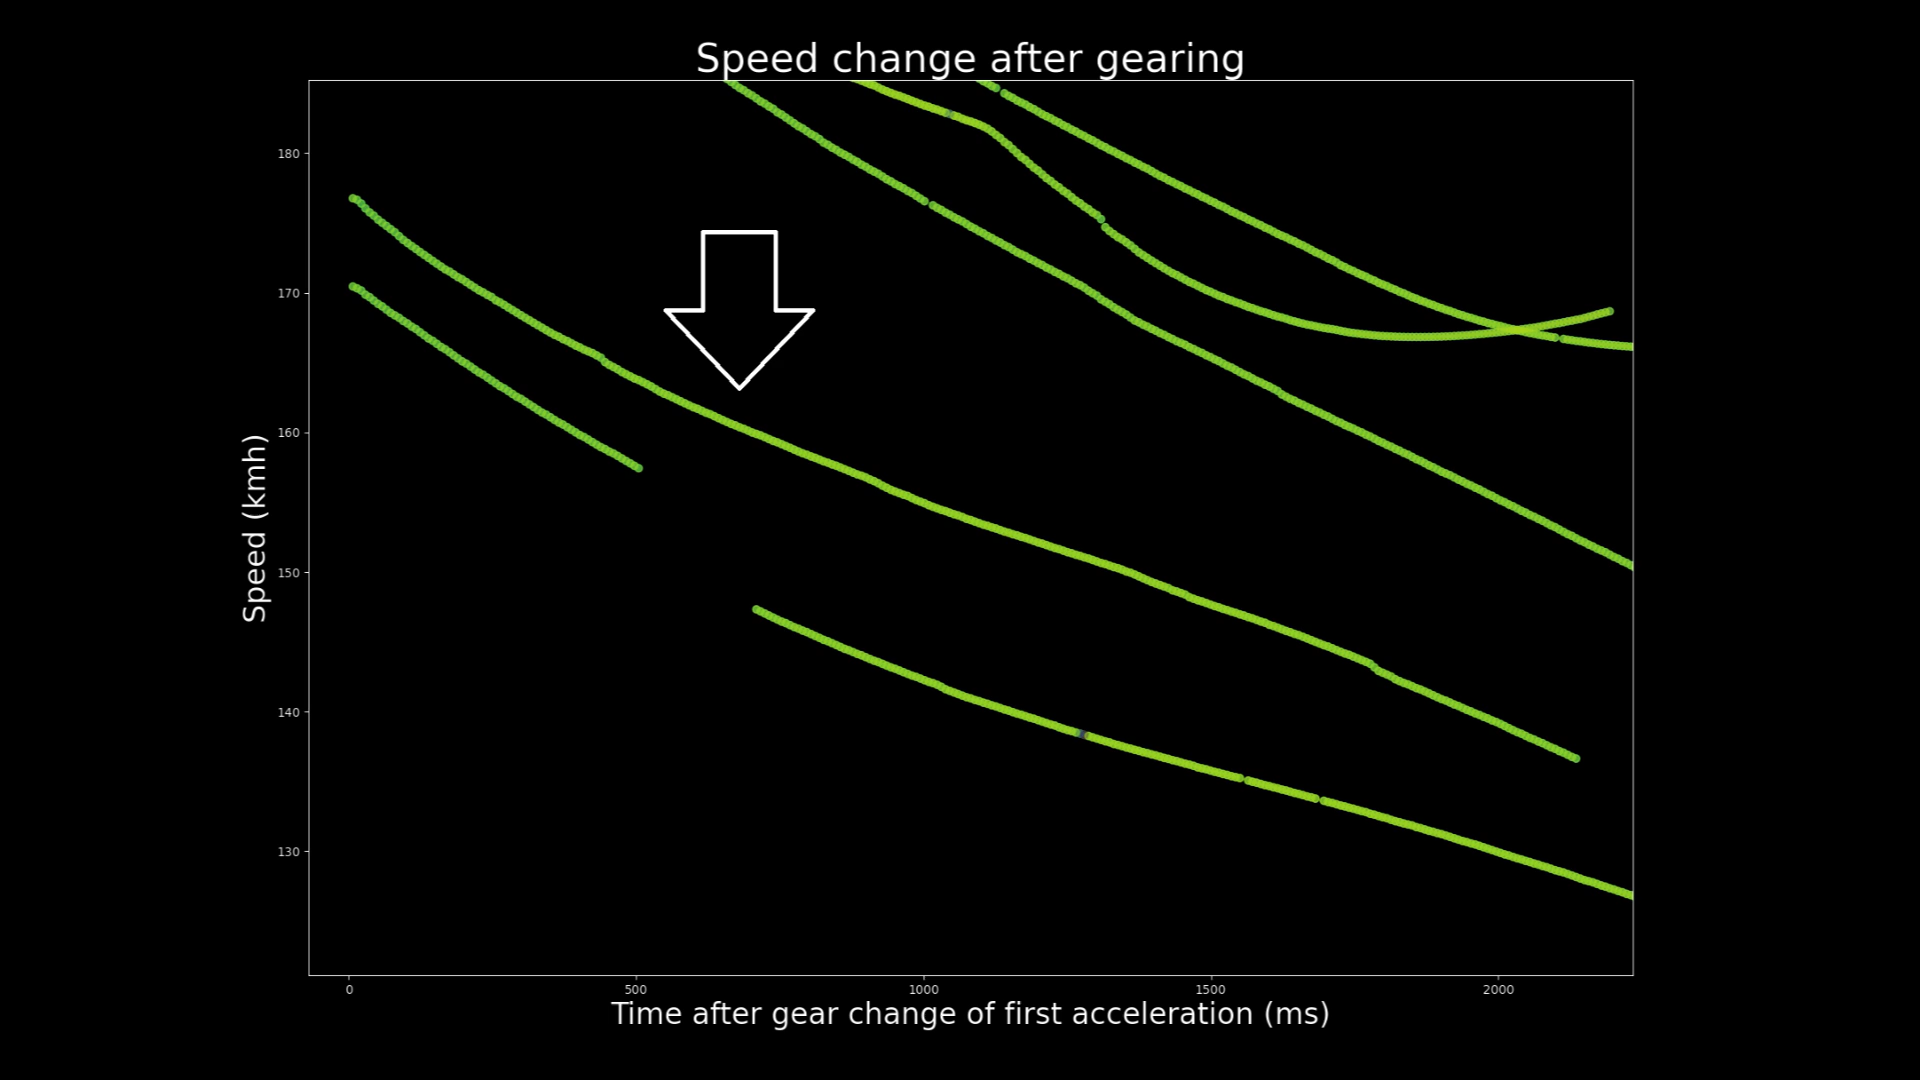 Speed change after gearing
180
170
160
150
140
130
Speed (kmh)
0 500 1000 1500 2000
Time after gear change of first acceleration (ms)